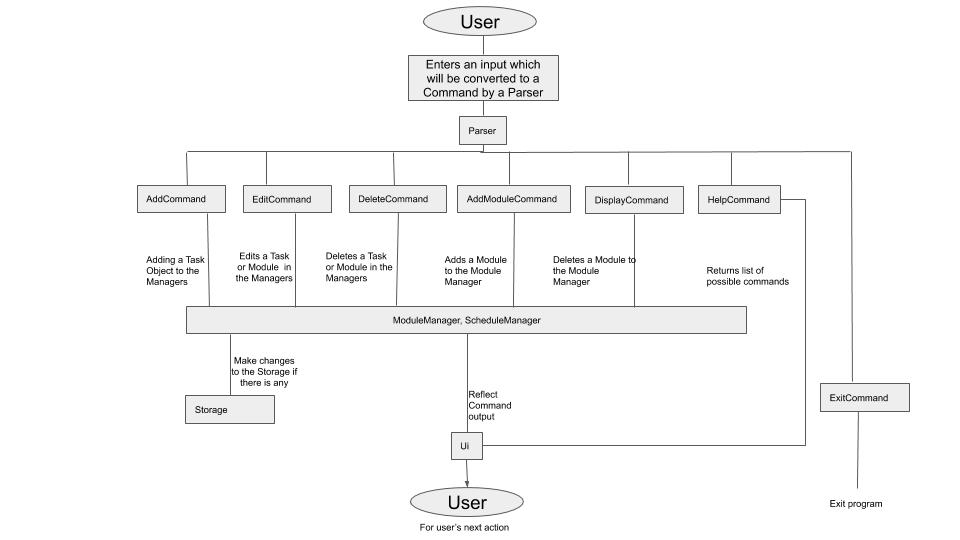 User
Enters an input which
will be converted to a
Command by a Parser
Parser
AddCommand
EditCommand
DeleteCommand
AddModuleCommand
DisplayCommand
HelpCommand
Adding a Task
Object to the
Managers
Edits a Task
or Module in
the Managers
Deletes a Task
or Module in the
Managers
Adds a Module
to the Module
Manager
Deletes a Module to
the Module
Manager
Returns list of
possible commands
ModuleManager, ScheduleManager
Make changes
to the Storage if
there is any
Storage
Reflect
Command
output
ExitCommand
Ui
User
For user's next action
Exit program